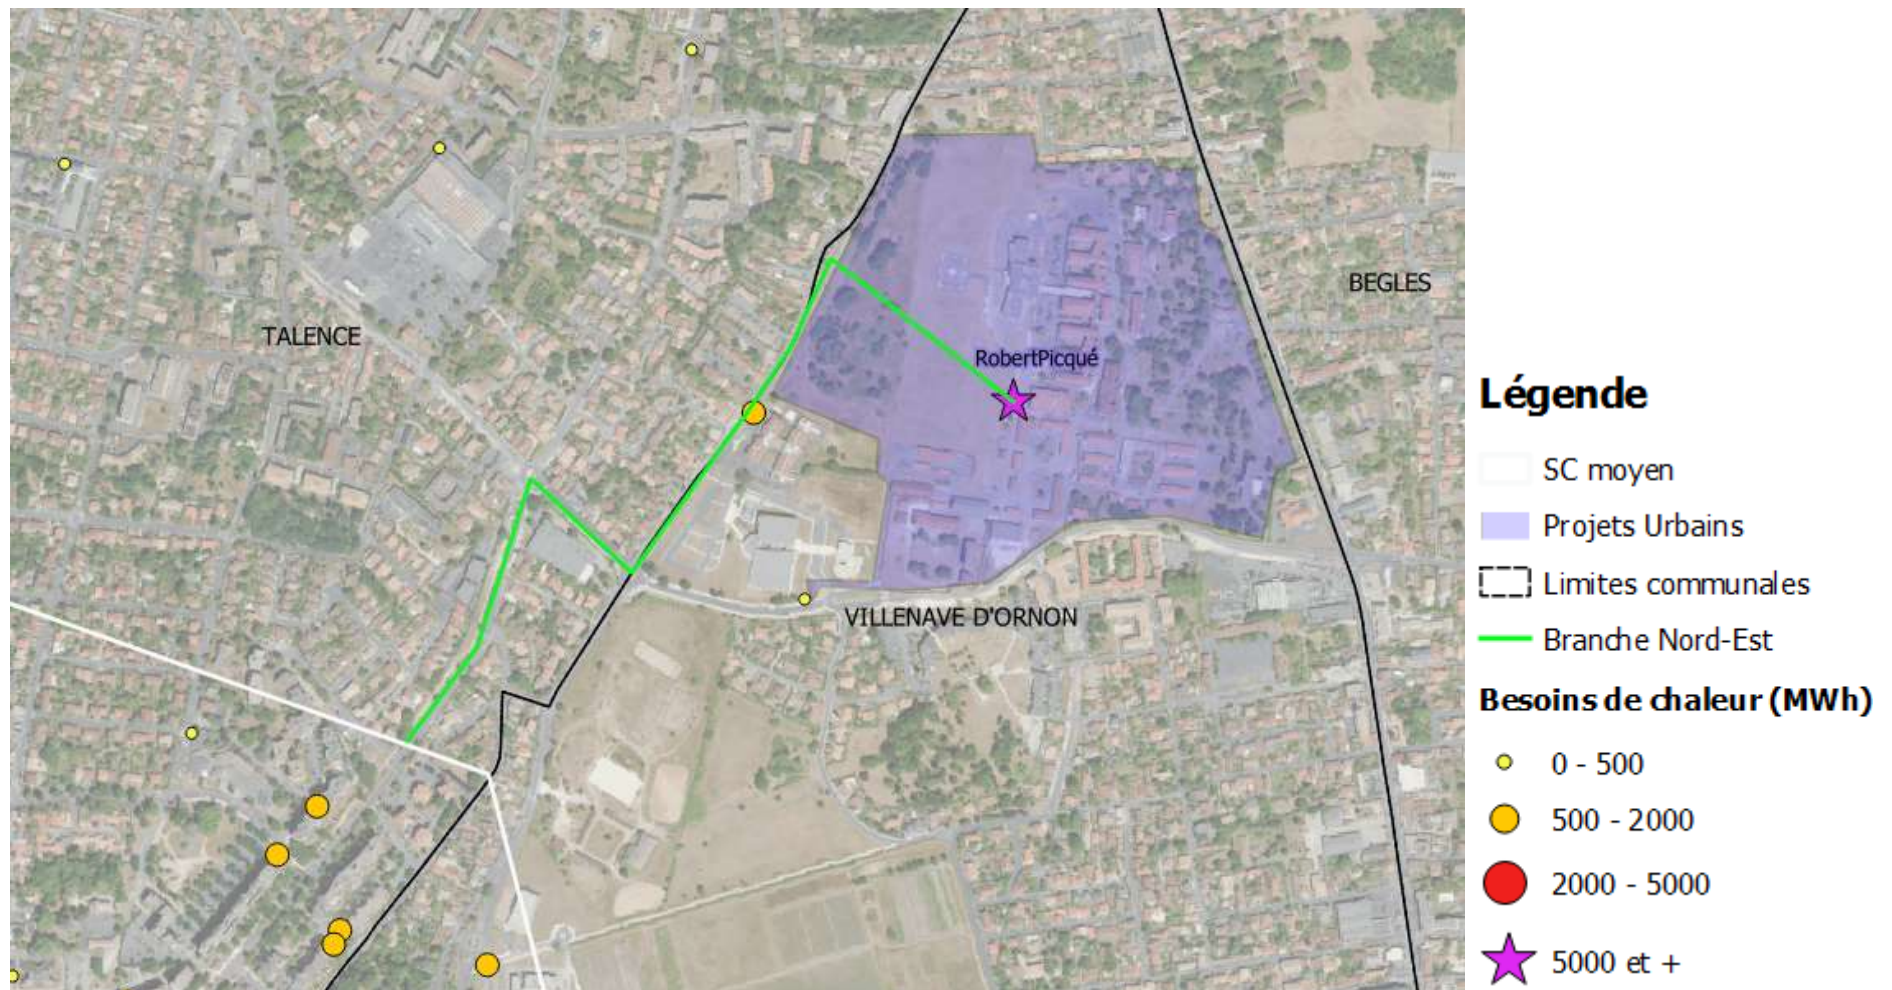 TALENCE
BEGLES
RobertPicqué
VILLENAVE D'ORNON
Légende
SC moyen
Projets Urbains
Limites communales
Branche Nord-Est
Besoins de chaleur (MWh)
0 - 500
500 - 2000
2000 - 5000
5000 et +